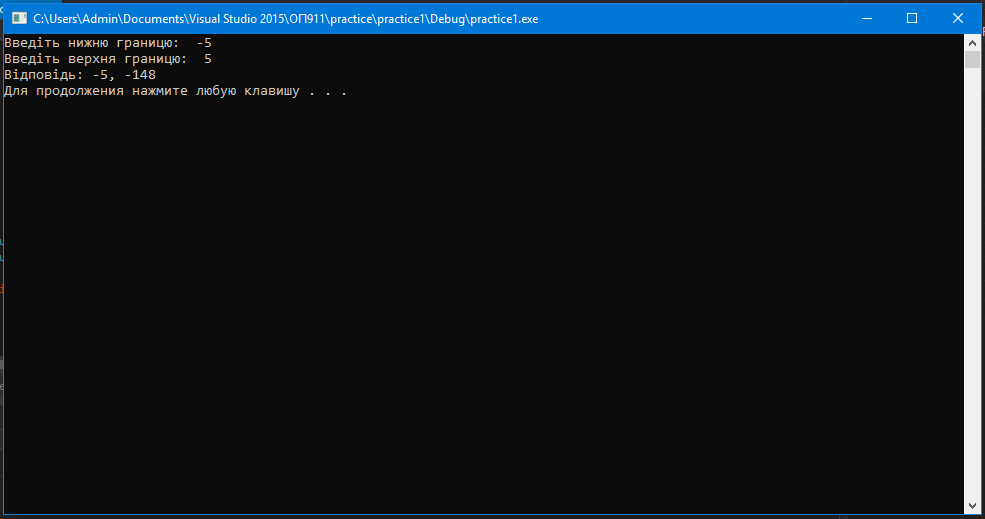 C:\Users\Admin\Documents\Visual Studio 2015\ОП911\practice\practice1\Debug\practice1.exe
Введіть нижню границю:  -5
Введіть верхня границю:  5
Відповідь: -5, -148
Для продолжения нажмите любую клавишу . . .